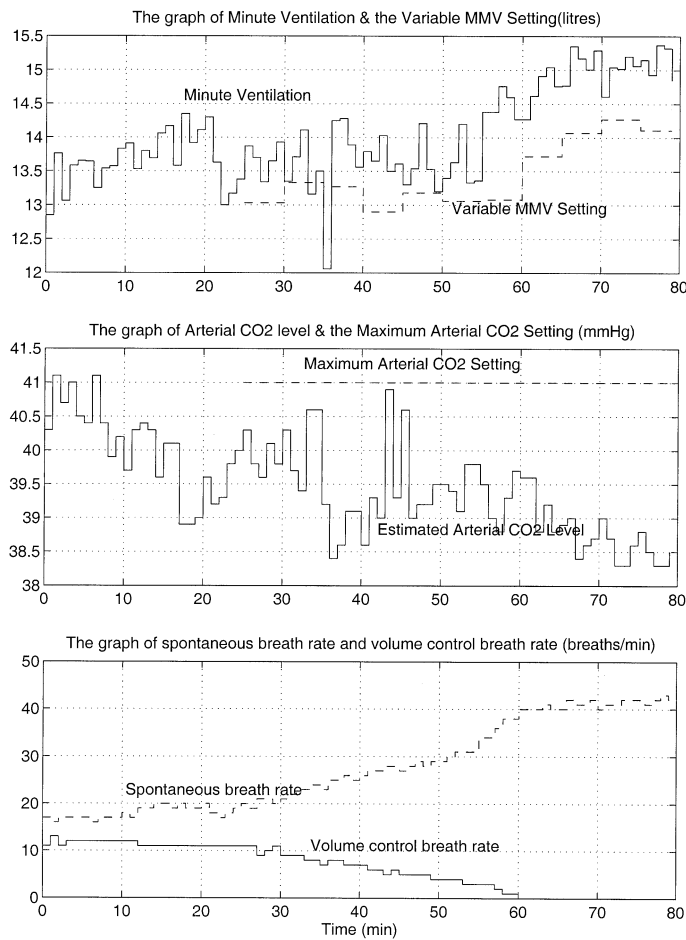 The graph of Minute Ventilation & the Variable MMV Setting(litres)
15.5
15
14.5
14
13.5
13
12.5
12
Minute Ventilation
Variable MMV Setting
0 10 20 30 40 50 60 70 80
The graph of Arterial CO2 level & the Maximum Arterial CO2 Setting (mmHg)
41.5
41
40.5
40
39.5
39
38.5
38
Maximum Arterial CO2 Setting
Estimated Arterial CO2 Level
0 10 20 30 40 50 60 70 80
The graph of spontaneous breath rate and volume control breath rate (breaths/min)
50
40
30
20
10
0
Spontaneous breath rate
Volume control breath rate
0 10 20 30 40 50 60 70 80
Time (min)